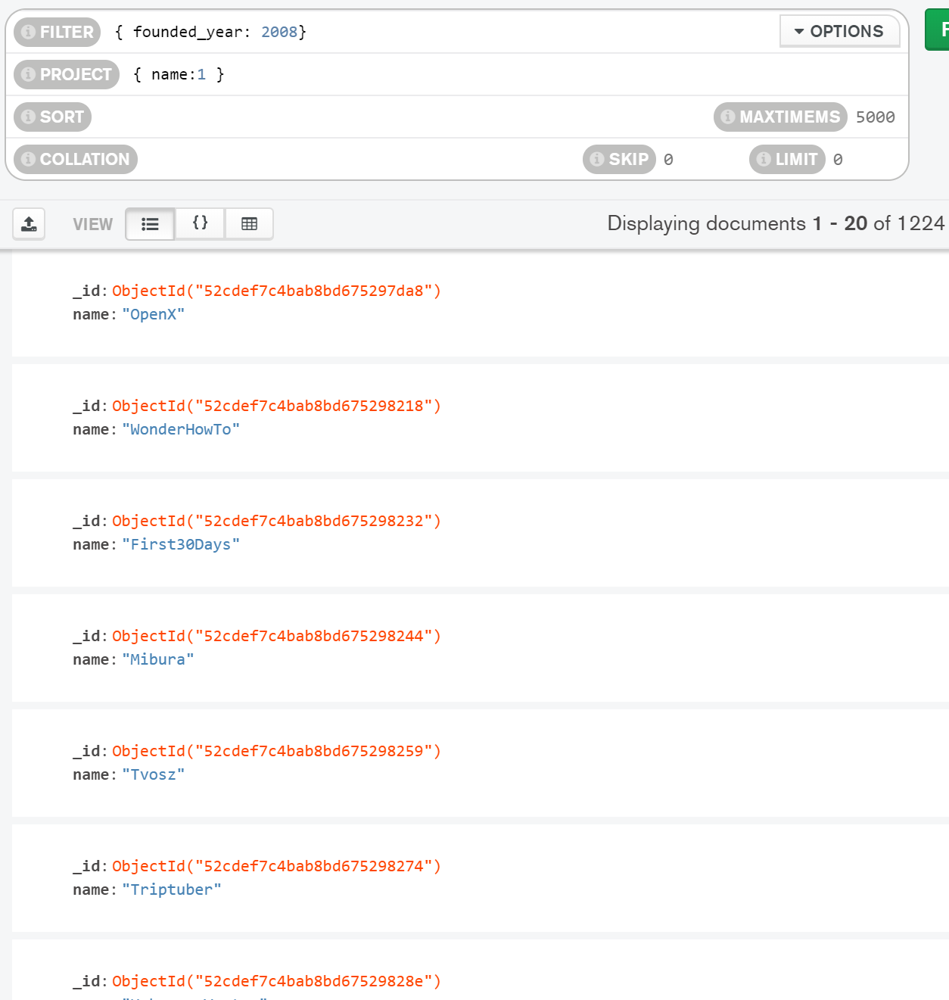 FILTER { founded_year: 2008} OPTIONS
PROJECT { name:1 }
SORT MAXTIMEMS 5000
COLLATION SKIP 0 LIMIT 0
VIEW {} Displaying documents 1 - 20 of 1224
_id: ObjectId("52cdef7c4bab8bd675297da8")
name: "OpenX"
_id: ObjectId("52cdef7c4bab8bd675298218")
name: "WonderHowTo"
_id: ObjectId("52cdef7c4bab8bd675298232")
name: "First30Days"
_id: ObjectId("52cdef7c4bab8bd675298244")
name: "Mibura"
_id: ObjectId("52cdef7c4bab8bd675298259")
name: "Tvosz"
_id: ObjectId("52cdef7c4bab8bd675298274")
name: "Triptuber"
_id: ObjectId("52cdef7c4bab8bd67529828e")